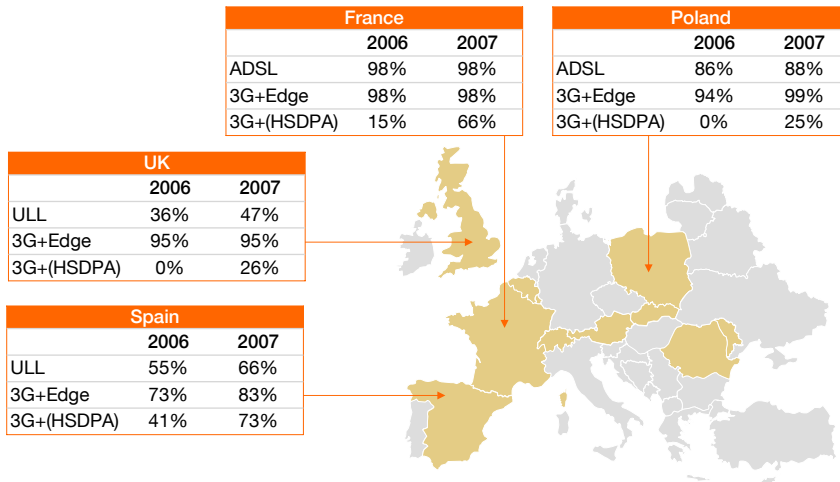 France
2006 2007
ADSL 98% 98%
3G+Edge 98% 98%
3G+(HSDPA) 15% 66%
Poland
2006 2007
ADSL 86% 88%
3G+Edge 94% 99%
3G+(HSDPA) 0% 25%
UK
2006 2007
ULL 36% 47%
3G+Edge 95% 95%
3G+(HSDPA) 0% 26%
Spain
2006 2007
ULL 55% 66%
3G+Edge 73% 83%
3G+(HSDPA) 41% 73%